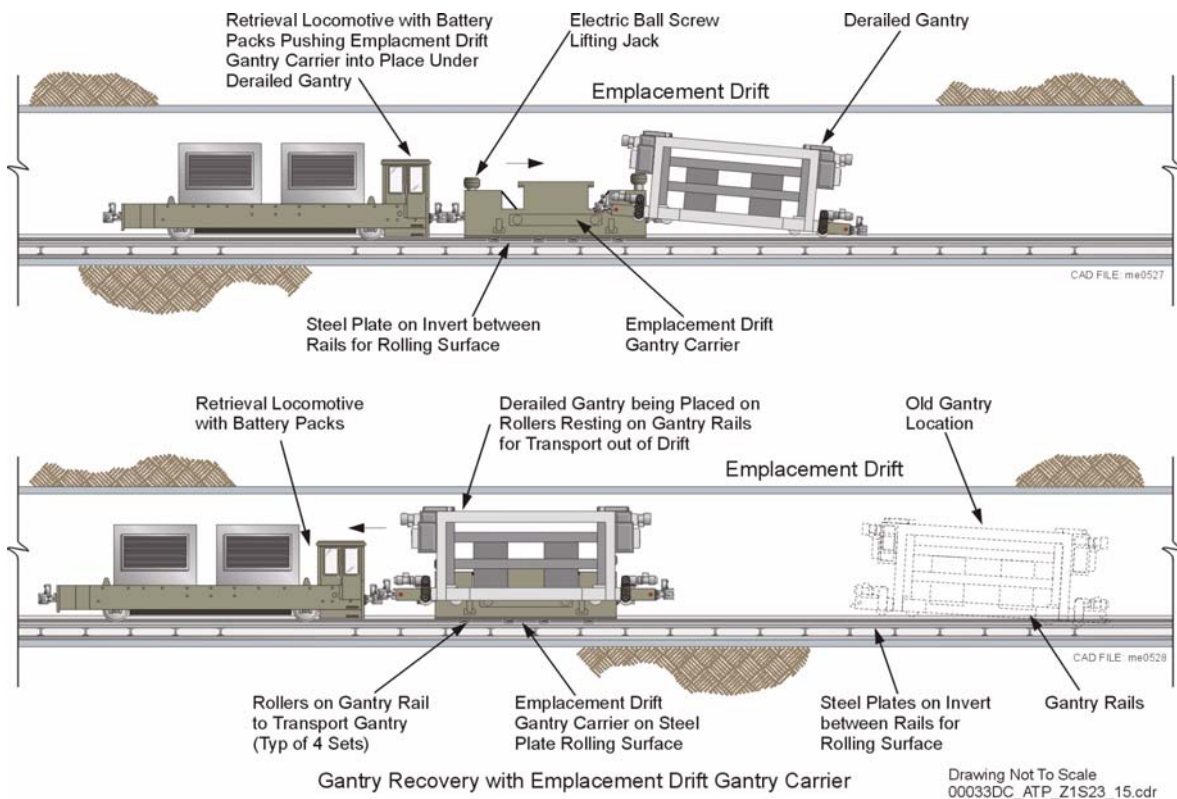 Retrieval Locomotive with Battery
Packs Pushing Emplacment Drift
Gantry Carrier into Place Under
Derailed Gantry
Electric Ball Screw
Lifting Jack
Derailed Gantry
Emplacement Drift
CAD FILE: me0527
Steel Plate on Invert between
Rails for Rolling Surface
Emplacement Drift
Gantry Carrier
Retrieval Locomotive
with Battery Packs
Derailed Gantry being Placed on
Rollers Resting on Gantry Rails
for Transport out of Drift
Old Gantry
Location
Emplacement Drift
CAD FILE: me0528
Rollers on Gantry Rail
to Transport Gantry
(Typ of 4 Sets)
Emplacement Drift
Gantry Carrier on Steel
Plate Rolling Surface
Steel Plates on Invert
between Rails for
Rolling Surface
Gantry Rails
Gantry Recovery with Emplacement Drift Gantry Carrier
Drawing Not To Scale
00033DC_ATP_Z1S23_15.cdr